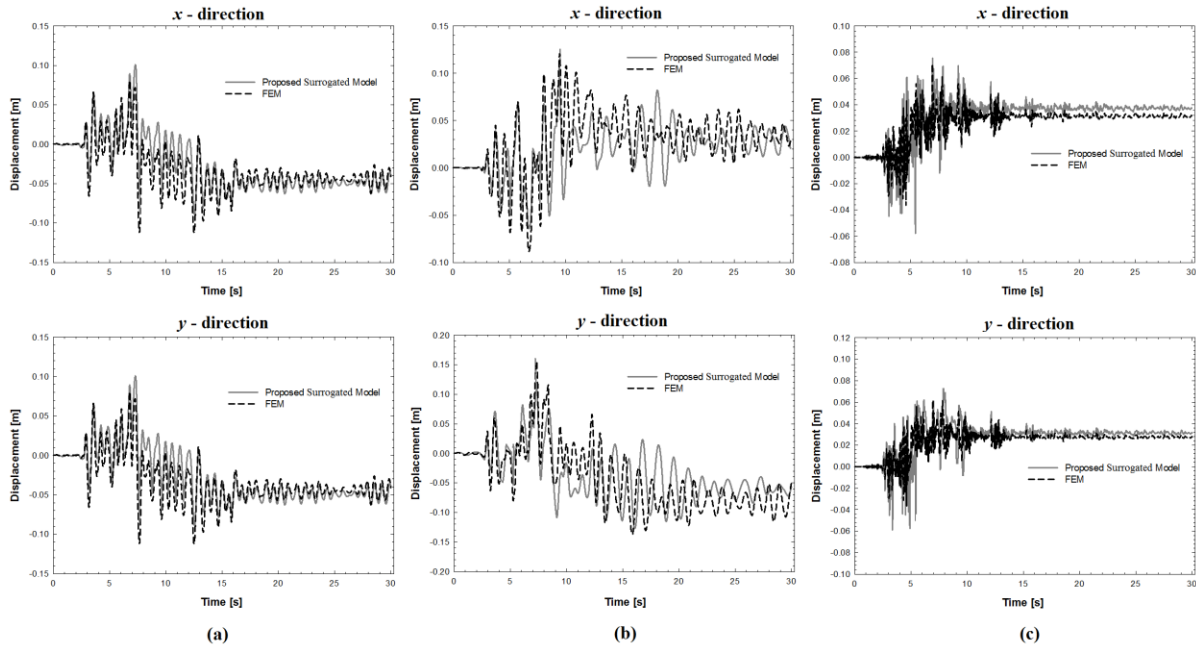 x - direction
0.15
0.10
0.05
0.00
-0.05
-0.10
-0.15
Displacement [m]
Proposed Surrogated Model
FEM
0 5 10 15 20 25 30
Time [s]
x - direction
0.15
0.10
0.05
0.00
-0.05
-0.10
Displacement [m]
Proposed Surrogated Model
FEM
0 5 10 15 20 25 30
Time [s]
x - direction
0.10
0.08
0.06
0.04
0.02
0.00
-0.02
-0.04
-0.06
-0.08
Displacement [m]
Proposed Surrogated Model
FEM
0 5 10 15 20 25 30
Time [s]
y - direction
0.15
0.10
0.05
0.00
-0.05
-0.10
-0.15
Displacement [m]
Proposed Surrogated Model
FEM
0 5 10 15 20 25 30
Time [s]
(a)
y - direction
0.20
0.15
0.10
0.05
0.00
-0.05
-0.10
-0.15
-0.20
Displacement [m]
Proposed Surrogated Model
FEM
0 5 10 15 20 25 30
Time [s]
(b)
y - direction
0.12
0.10
0.08
0.06
0.04
0.02
0.00
-0.02
-0.04
-0.06
-0.08
-0.10
Displacement [m]
Proposed Surrogated Model
FEM
0 5 10 15 20 25 30
Time [s]
(c)